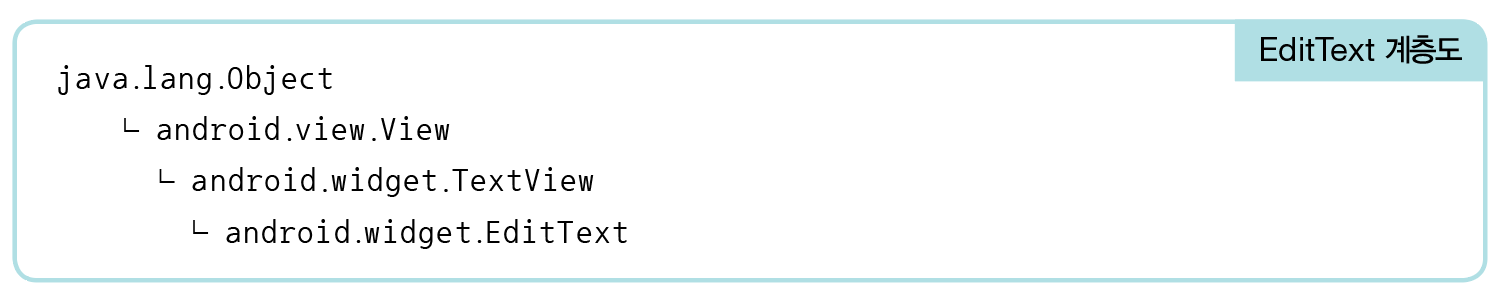 EditText 계층도
java.lang.Object
└ android.view.View
└ android.widget.TextView
└ android.widget.EditText